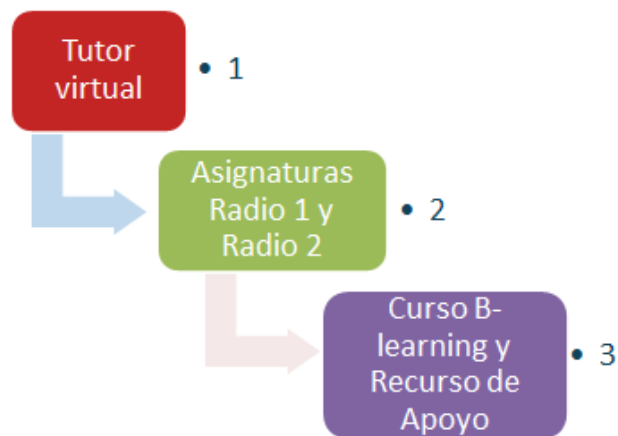 Tutor
virtual
• 1
Asignaturas
Radio 1 y
Radio 2
• 2
Curso B-
learning y
Recurso de
Apoyo
• 3